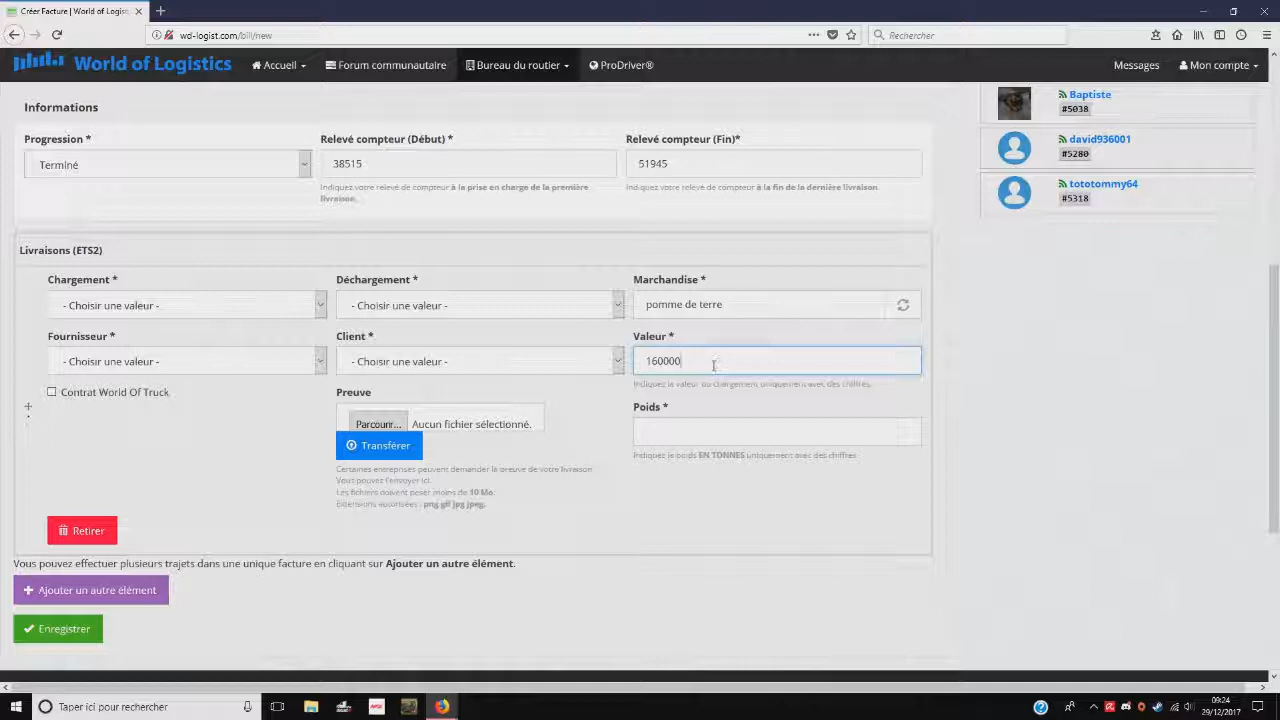 Créer Facture | World of Logist
wd-logist.com/bill/new
Rechercher
World of Logistics
Accueil
Forum communautaire
Bureau du routier
ProDriver®
Messages
Mon compte
Informations
Baptiste
#5038
david936001
#5280
tototommy64
#5318
Progression *
Relevé compteur (Début) *
Relevé compteur (Fin)*
Terminé
38515
51945
Indiquez votre relevé de compteur à la prise en charge de la première
livraison.
Indiquez votre relevé de compteur à la fin de la dernière livraison.
Livraisons (ETS2)
Chargement *
Déchargement *
Marchandise *
- Choisir une valeur -
- Choisir une valeur -
pomme de terre
Fournisseur *
Client *
Valeur *
- Choisir une valeur -
- Choisir une valeur -
160000
Indiquez la valeur du chargement uniquement avec des chiffres.
Contrat World Of Truck
Preuve
Poids *
Parcourir...
Aucun fichier sélectionné.
Transférer
Indiquez le poids EN TONNES uniquement avec des chiffres
Certaines entreprises peuvent demander la preuve de votre livraison
Vous pouvez l'envoyer ici.
Les fichiers doivent peser moins de 10 Mo.
Extensions autorisées : png gif jpg jpeg.
Retirer
Vous pouvez effectuer plusieurs trajets dans une unique facture en cliquant sur Ajouter un autre élément.
Ajouter un autre élément
Enregistrer
Taper ici pour rechercher
09:24
29/12/2017